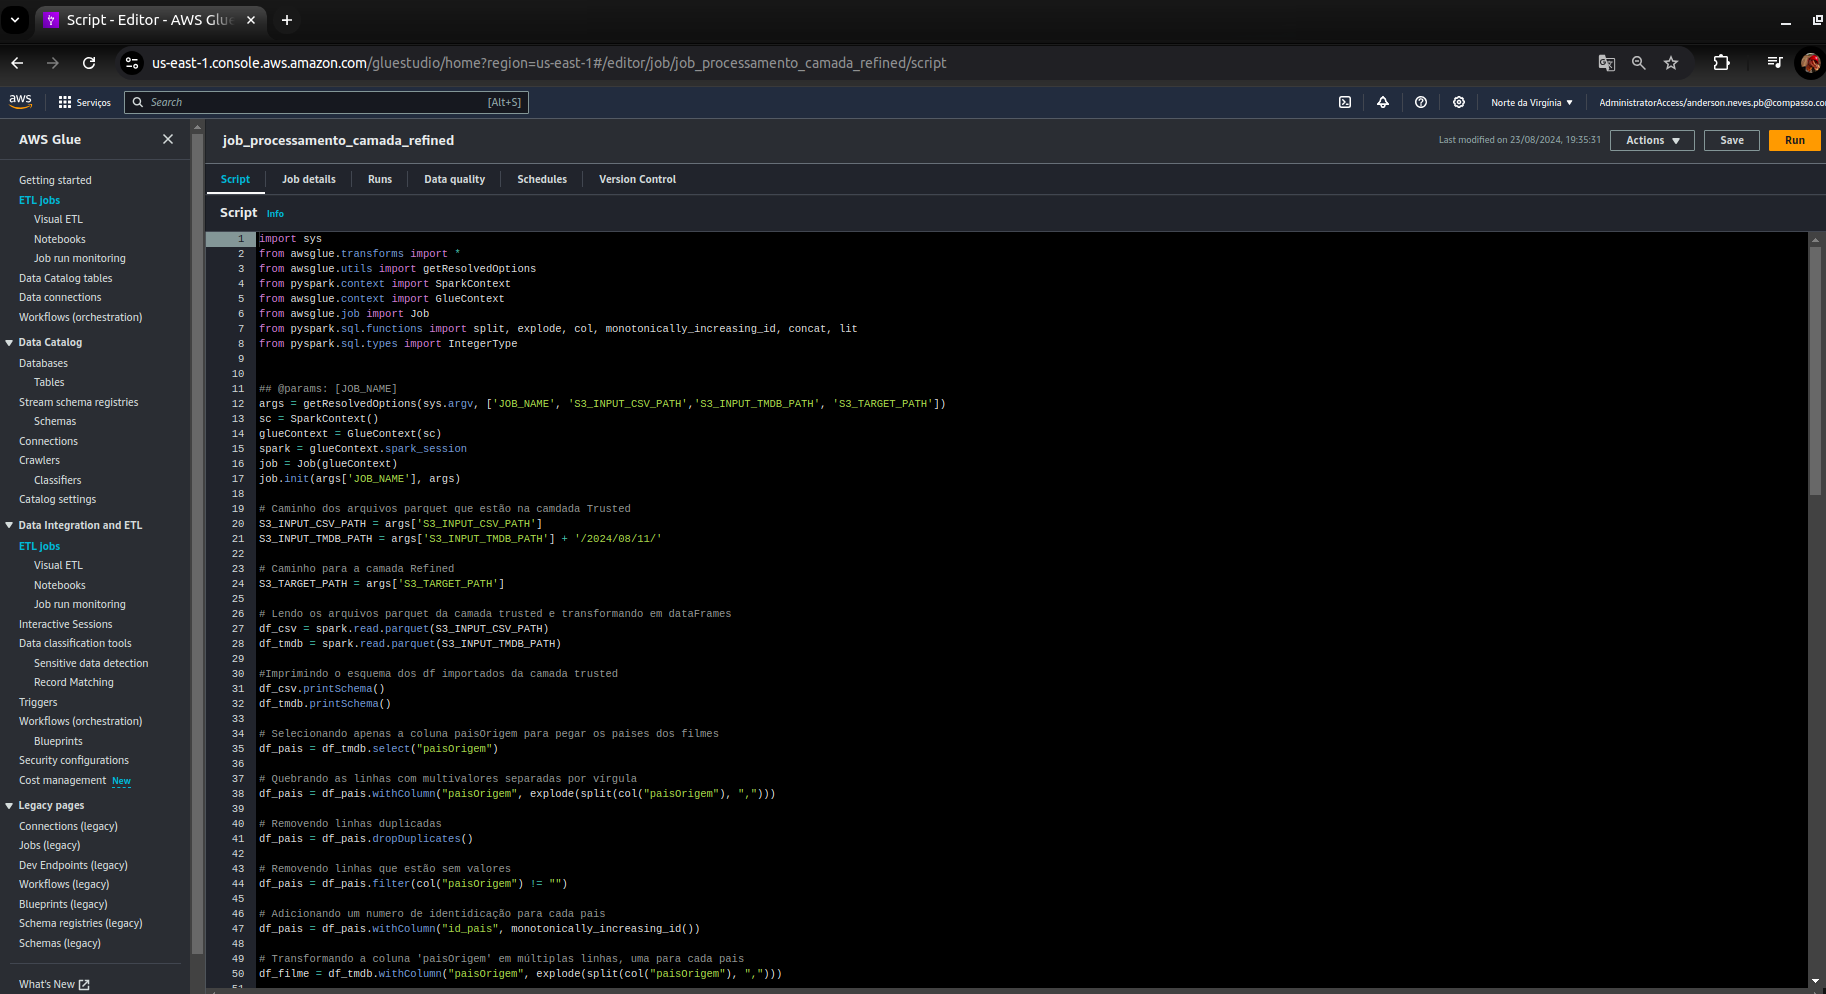 Script - Editor - AWS Glue
us-east-1.console.aws.amazon.com/gluestudio/home?region=us-east-1#/editor/job/job_processamento_camada_refined/script
aws
Serviços
Search
[Alt+S]
Norte da Virgínia
AdministratorAccess/anderson.neves.pb@compasso.co
AWS Glue
Getting started
ETL jobs
Visual ETL
Notebooks
Job run monitoring
Data Catalog tables
Data connections
Workflows (orchestration)
Data Catalog
Databases
Tables
Stream schema registries
Schemas
Connections
Crawlers
Classifiers
Catalog settings
Data Integration and ETL
ETL jobs
Visual ETL
Notebooks
Job run monitoring
Interactive Sessions
Data classification tools
Sensitive data detection
Record Matching
Triggers
Workflows (orchestration)
Blueprints
Security configurations
Cost management New
Legacy pages
Connections (legacy)
Jobs (legacy)
Dev Endpoints (legacy)
Workflows (legacy)
Blueprints (legacy)
Schema registries (legacy)
Schemas (legacy)
What's New
job_processamento_camada_refined
Last modified on 23/08/2024, 19:35:31
Actions
Save
Run
Script
Job details
Runs
Data quality
Schedules
Version Control
Script Info
1 import sys
2 from awsglue.transforms import *
3 from awsglue.utils import getResolvedOptions
4 from pyspark.context import SparkContext
5 from awsglue.context import GlueContext
6 from awsglue.job import Job
7 from pyspark.sql.functions import split, explode, col, monotonically_increasing_id, concat, lit
8 from pyspark.sql.types import IntegerType
9
10
11 ## @params: [JOB_NAME]
12 args = getResolvedOptions(sys.argv, ['JOB_NAME', 'S3_INPUT_CSV_PATH','S3_INPUT_TMDB_PATH', 'S3_TARGET_PATH'])
13 sc = SparkContext()
14 glueContext = GlueContext(sc)
15 spark = glueContext.spark_session
16 job = Job(glueContext)
17 job.init(args['JOB_NAME'], args)
18
19 # Caminho dos arquivos parquet que estão na camdada Trusted
20 S3_INPUT_CSV_PATH = args['S3_INPUT_CSV_PATH']
21 S3_INPUT_TMDB_PATH = args['S3_INPUT_TMDB_PATH'] + '/2024/08/11/'
22
23 # Caminho para a camada Refined
24 S3_TARGET_PATH = args['S3_TARGET_PATH']
25
26 # Lendo os arquivos parquet da camada trusted e transformando em dataFrames
27 df_csv = spark.read.parquet(S3_INPUT_CSV_PATH)
28 df_tmdb = spark.read.parquet(S3_INPUT_TMDB_PATH)
29
30 #Imprimindo o esquema dos df importados da camada trusted
31 df_csv.printSchema()
32 df_tmdb.printSchema()
33
34 # Selecionando apenas a coluna paisOrigem para pegar os paises dos filmes
35 df_pais = df_tmdb.select("paisOrigem")
36
37 # Quebrando as linhas com multivalores separadas por vírgula
38 df_pais = df_pais.withColumn("paisOrigem", explode(split(col("paisOrigem"), ",")))
39
40 # Removendo linhas duplicadas
41 df_pais = df_pais.dropDuplicates()
42
43 # Removendo linhas que estão sem valores
44 df_pais = df_pais.filter(col("paisOrigem") != "")
45
46 # Adicionando um numero de identidicação para cada pais
47 df_pais = df_pais.withColumn("id_pais", monotonically_increasing_id())
48
49 # Transformando a coluna 'paisOrigem' em múltiplas linhas, uma para cada pais
50 df_filme = df_tmdb.withColumn("paisOrigem", explode(split(col("paisOrigem"), ",")))
51